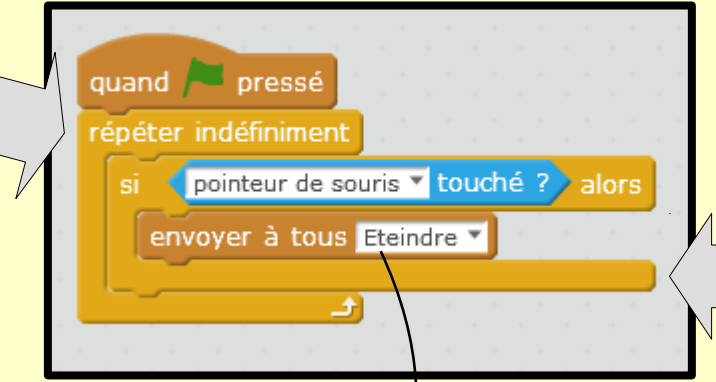 quand pressé
répéter indéfiniment
si pointeur de souris touché ? alors
envoyer à tous Eteindre